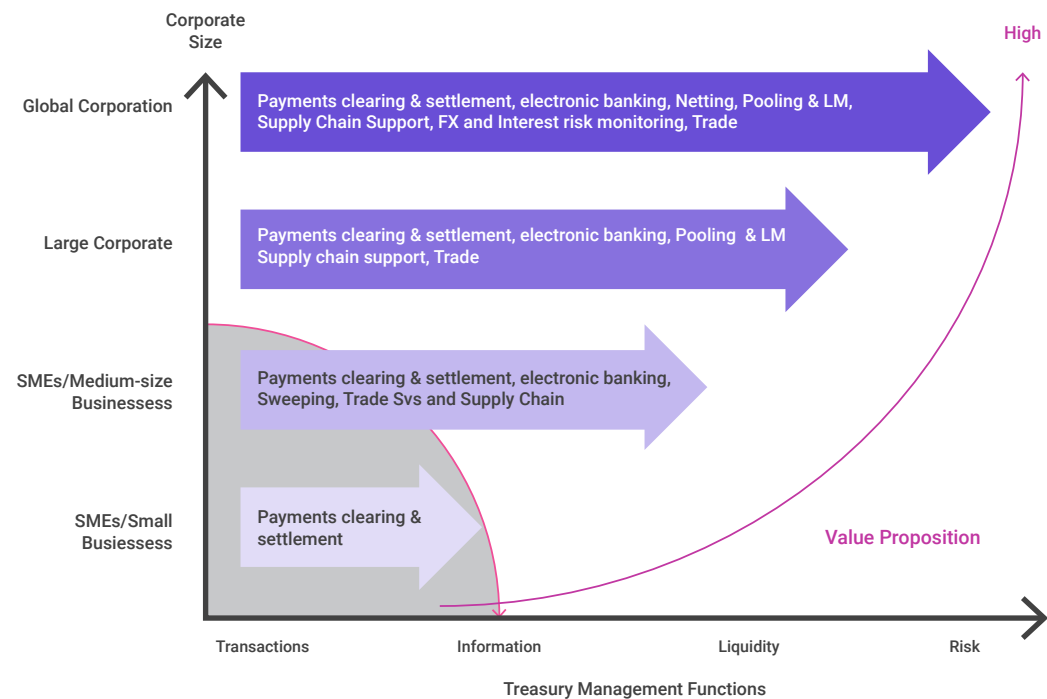 Corporate
Size
High
Global Corporation
Payments clearing & settlement, electronic banking, Netting, Pooling & LM,
Supply Chain Support, FX and Interest risk monitoring, Trade
Large Corporate
Payments clearing & settlement, electronic banking, Pooling & LM
Supply chain support, Trade
SMEs/Medium-size
Businessess
Payments clearing & settlement, electronic banking,
Sweeping, Trade Svs and Supply Chain
SMEs/Small
Busiessess
Payments clearing &
settlement
Value Proposition
Transactions
Information
Liquidity
Risk
Treasury Management Functions